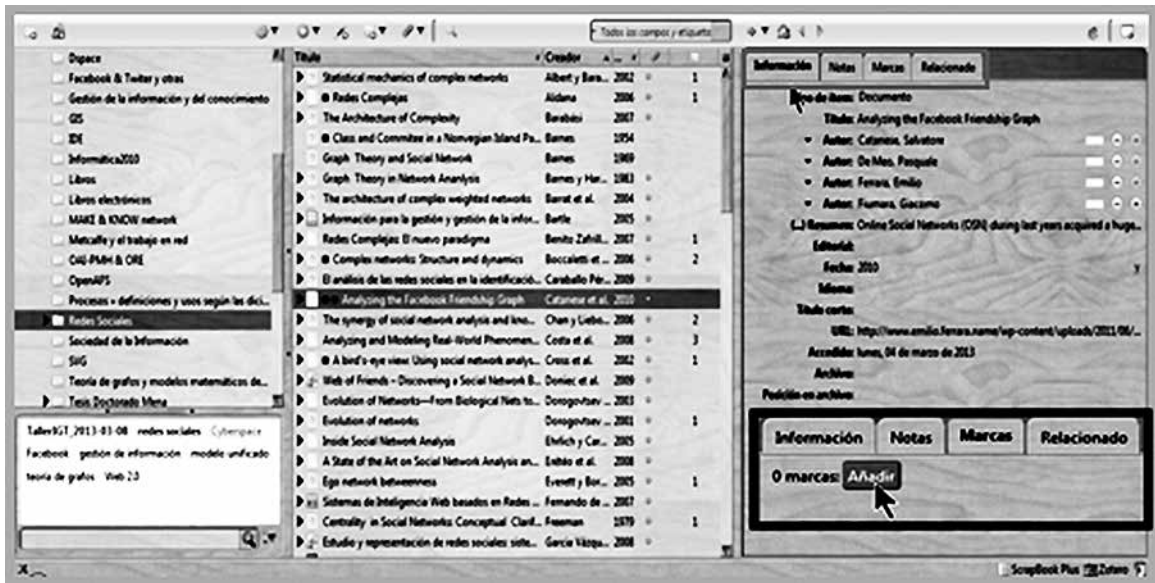 Todos los campos y etiquetas
Dspace
Facebook & Twiter y otras
Gestión de la información y del conocimiento
GIS
IDE
Informática2010
Libros
Libros electrónicos
MAKE & KNOW network
Metcalfe y el trabajo en red
OAI-PMH & ORE
OpenAPS
Procesos - definiciones y usos según las dici...
Redes Sociales
Sociedad de la Información
SVG
Teoría de grafos y modelos matemáticos de...
Tesis Doctorado Mena
TallerIGT_2013-03-08 redes sociales Cyberspace
Facebook gestión de información modelo unificado
teoría de grafos Web 2.0
Título Creador
Statistical mechanics of complex networks Albert y Bara... 2002 1
Redes Complejas Aldana 2006 1
The Architecture of Complexity Barabási 2007
Class and Commitee in a Norvegian Island Pa... Barnes 1954
Graph Theory and Social Network Barnes 1969
Graph Theory in Network Ananlysis Barnes y Har... 1983
The architecture of complex weighted networks Barrat et al. 2004
Información para la gestión y gestión de la infor... Bartle 2005
Redes Complejas: El nuevo paradigma Benito Zafrill... 2007 1
Complex networks: Structure and dynamics Boccaletti et ... 2006 2
El análisis de las redes sociales en la identificació... Caraballo Pér... 2009
Analyzing the Facebook Friendship Graph Catanese et al. 2010
The synergy of social network analysis and kno... Chan y Liebo... 2006 2
Analyzing and Modeling Real-World Phenomen... Costa et al. 2008 3
A bird's-eye view: Using social network analys... Cross et al. 2002 1
Web of Friends - Discovering a Social Network B... Doniec et al. 2009
Evolution of Networks—From Biological Nets to... Dorogovtsev ... 2003
Evolution of networks Dorogovtsev ... 2001 1
Inside Social Network Analysis Ehrlich y Car... 2005
A State of the Art on Social Network Analysis an... Erétéo et al. 2008
Ego network betweenness Everett y Bor... 2005 1
Sistemas de Inteligencia Web basados en Redes ... Fernando de ... 2007
Centrality in Social Networks Conceptual Clarif... Freeman 1979 1
Estudio y representación de redes sociales: siste... García Vázqu... 2008
Información Notas Marcas Relacionado
de ítem: Documento
Título: Analyzing the Facebook Friendship Graph
Autor: Catanese, Salvatore
Autor: De Meo, Pasquale
Autor: Ferrara, Emilio
Autor: Fiumara, Giacomo
(...) Resumen: Online Social Networks (OSN) during last years acquired a huge...
Editorial:
Fecha: 2010 y
Idioma:
Título corto:
URL: http://www.emilio.ferrara.name/wp-content/uploads/2011/06/...
Accedido: lunes, 04 de marzo de 2013
Archivo:
Posición en archivo:
Información Notas Marcas Relacionado
0 marcas: Añadir
ScrapBook Plus Zotero